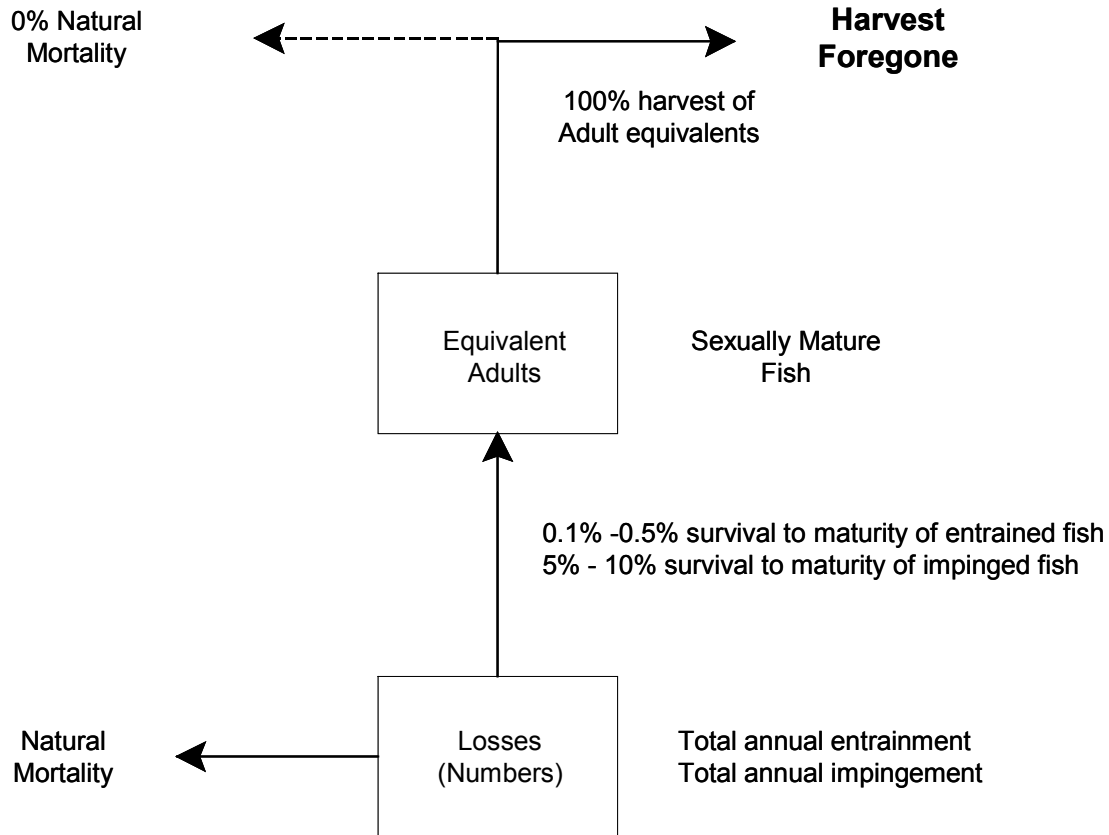 0% Natural
Mortality
Harvest
Foregone
100% harvest of
Adult equivalents
Equivalent
Adults
Sexually Mature
Fish
0.1% -0.5% survival to maturity of entrained fish
5% - 10% survival to maturity of impinged fish
Natural
Mortality
Losses
(Numbers)
Total annual entrainment
Total annual impingement